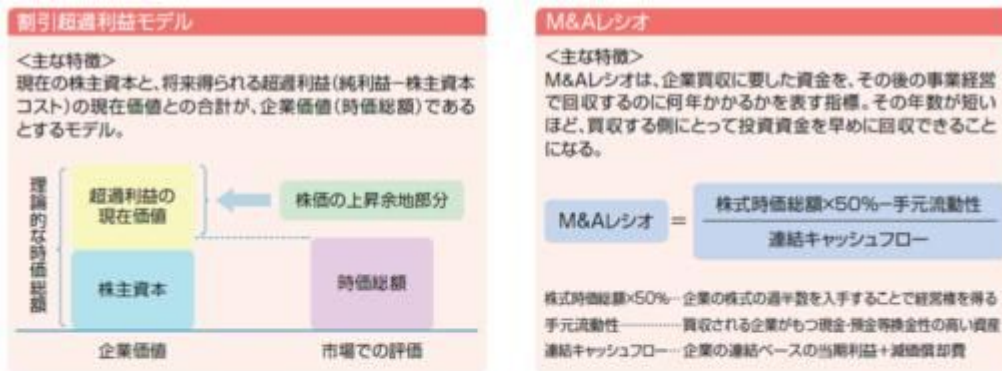 割引超過利益モデル
<主な特徴>
現在の株主資本と、将来得られる超過利益(純利益−株主資本
コスト)の現在価値との合計が、企業価値(時価総額)である
とするモデル。
理論的な時価総額
超過利益の
現在価値
株価の上昇余地部分
株主資本
時価総額
企業価値
市場での評価
M&Aレシオ
<主な特徴>
M&Aレシオは、企業買収に要した資金を、その後の事業経営
で回収するのに何年かかるかを表す指標。その年数が短い
ほど、買収する側にとって投資資金を早めに回収できること
になる。
M&Aレシオ = 株式時価総額×50%−手元流動性
連結キャッシュフロー
株式時価総額×50%…企業の株式の過半数を入手することで経営権を得る
手元流動性…………買収される企業がもつ現金・預金等換金性の高い資産
連結キャッシュフロー…企業の連結ベースの当期利益+減価償却費